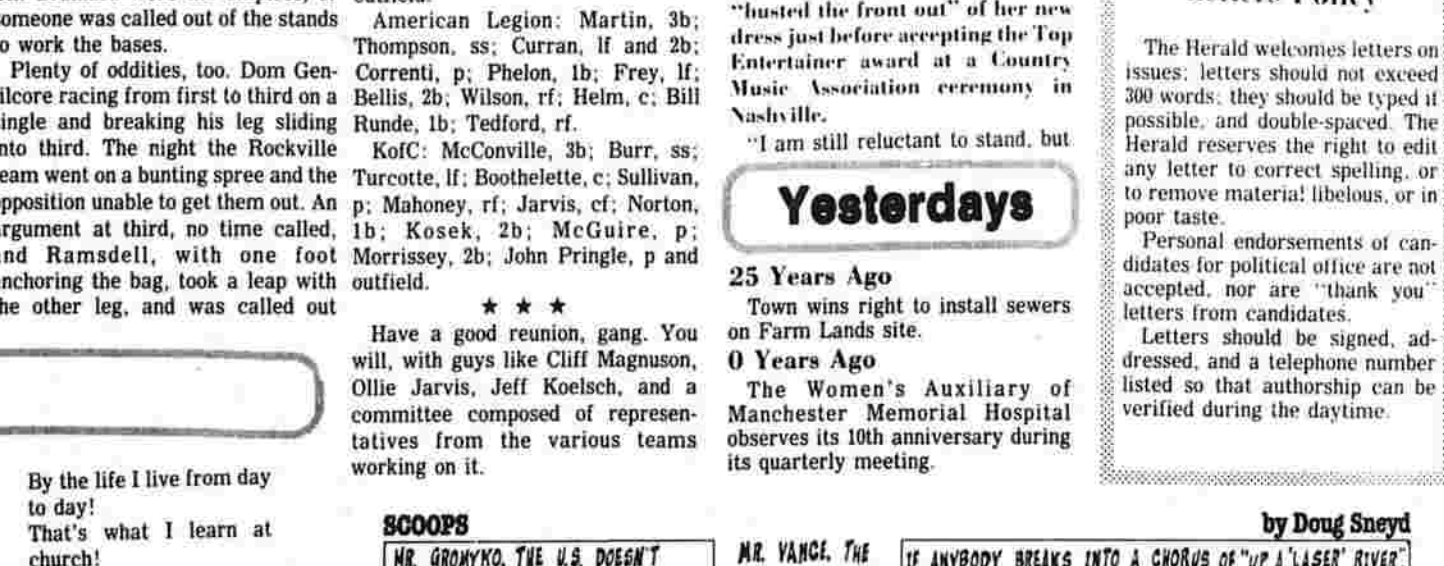 someone was called out of the stands
to work the bases.
Plenty of oddities, too. Dom Gen-
tilcore racing from first to third on a
single and breaking his leg sliding
into third. The night the Rockville
team went on a bunting spree and the
opposition unable to get them out. An
argument at third, no time called,
and Ramsdell, with one foot
anchoring the bag, took a leap with
the other leg, and was called out
By the life I live from day
to day!
That's what I learn at
church!
American Legion: Martin, 3b;
Thompson, ss; Curran, lf and 2b;
Correnti, p; Phelon, 1b; Frey, lf;
Bellis, 2b; Wilson, rf; Helm, c; Bill
Runde, 1b; Tedford, rf.
KofC: McConville, 3b; Burr, ss;
Turcotte, lf; Boothelette, c; Sullivan,
p; Mahoney, rf; Jarvis, cf; Norton,
1b; Kosek, 2b; McGuire, p;
Morrissey, 2b; John Pringle, p and
outfield.
★ ★ ★
Have a good reunion, gang. You
will, with guys like Cliff Magnuson,
Ollie Jarvis, Jeff Koelsch, and a
committee composed of represen-
tatives from the various teams
working on it.
"busted the front out" of her new
dress just before accepting the Top
Entertainer award at a Country
Music Association ceremony in
Nashville.
"I am still reluctant to stand, but
Yesterdays
25 Years Ago
Town wins right to install sewers
on Farm Lands site.
0 Years Ago
The Women's Auxiliary of
Manchester Memorial Hospital
observes its 10th anniversary during
its quarterly meeting.
The Herald welcomes letters on
issues; letters should not exceed
300 words; they should be typed if
possible, and double-spaced. The
Herald reserves the right to edit
any letter to correct spelling, or
to remove material libelous, or in
poor taste.
Personal endorsements of can-
didates for political office are not
accepted, nor are "thank you"
letters from candidates.
Letters should be signed, ad-
dressed, and a telephone number
listed so that authorship can be
verified during the daytime.
SCOOPS
by Doug Sneyd
MR. GROMYKO, THE U.S. DOESN'T
MR. VANCE, THE
IF ANYBODY BREAKS INTO A CHORUS OF "UP A 'LASER' RIVER"